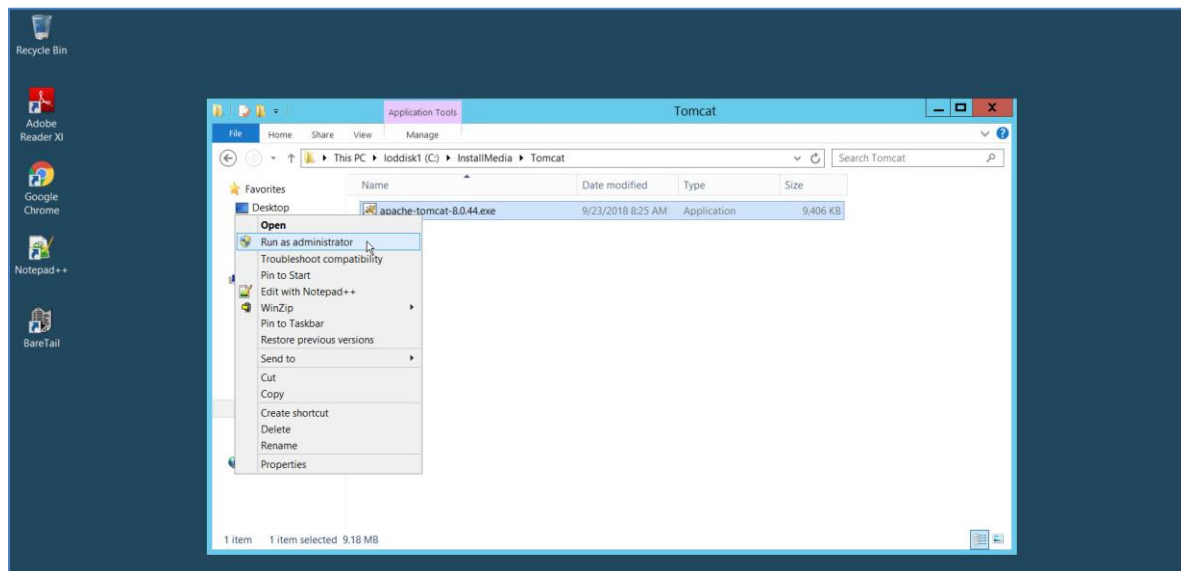 Recycle Bin
Adobe
Reader XI
Google
Chrome
Notepad++
BareTail
Application Tools
Tomcat
File Home Share View Manage
This PC loddisk1 (C:) InstallMedia Tomcat
Search Tomcat
Favorites
Desktop
Name Date modified Type Size
apache-tomcat-8.0.44.exe 9/23/2018 8:25 AM Application 9,406 KB
Open
Run as administrator
Troubleshoot compatibility
Pin to Start
Edit with Notepad++
WinZip
Pin to Taskbar
Restore previous versions
Send to
Cut
Copy
Create shortcut
Delete
Rename
Properties
1 item 1 item selected 9.18 MB